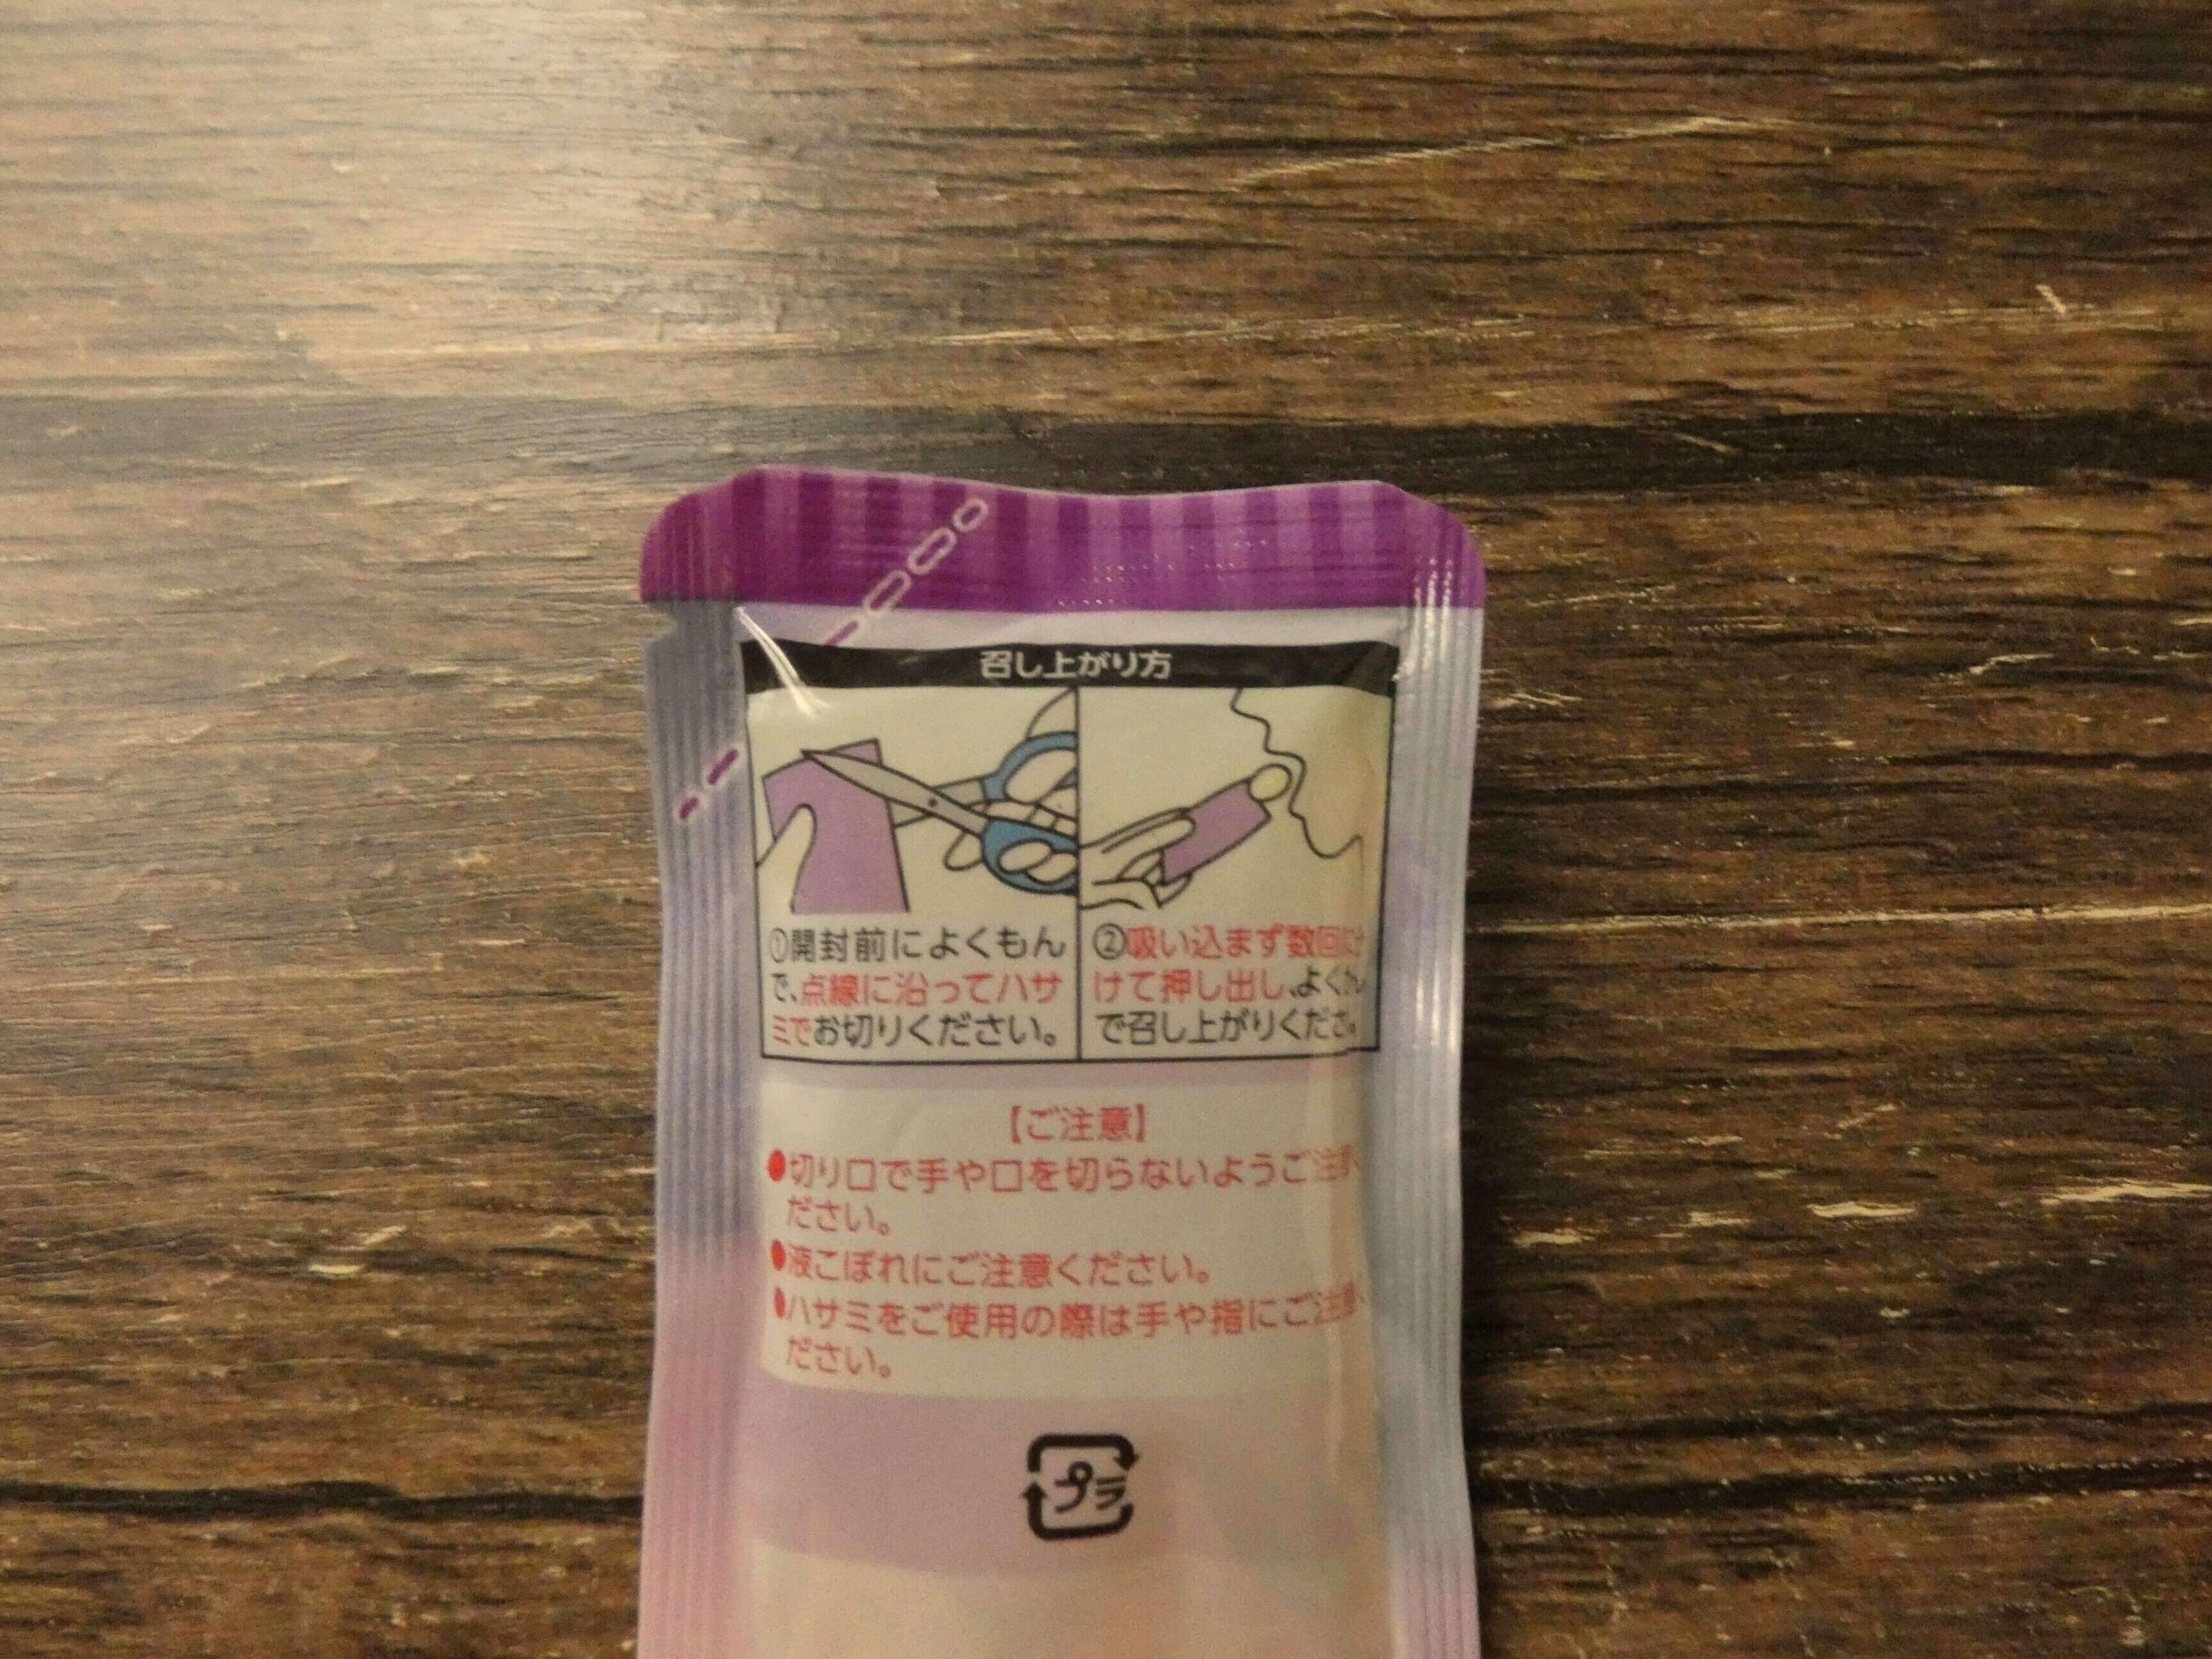 召し上がり方
①開封前によくもん
で、点線に沿ってハサ
ミでお切りください。
②吸い込まず数回に
けて押し出し、よく
で召し上がりくださ
【ご注意】
●切り口で手や口を切らないようご注
ださい。
●液こぼれにご注意ください。
●ハサミをご使用の際は手や指にご注意
ださい。
プラ